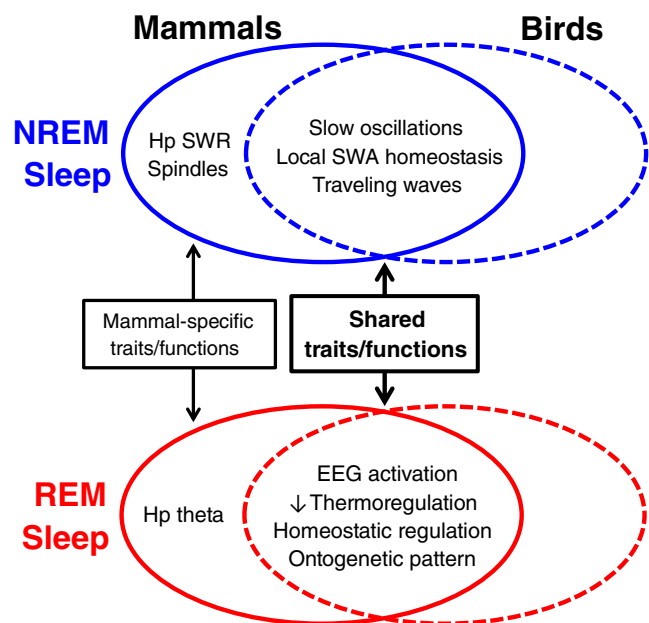 Mammals
Birds
NREM
Sleep
Hp SWR
Spindles
Slow oscillations
Local SWA homeostasis
Traveling waves
Mammal-specific
traits/functions
Shared
traits/functions
REM
Sleep
Hp theta
EEG activation
↓Thermoregulation
Homeostatic regulation
Ontogenetic pattern